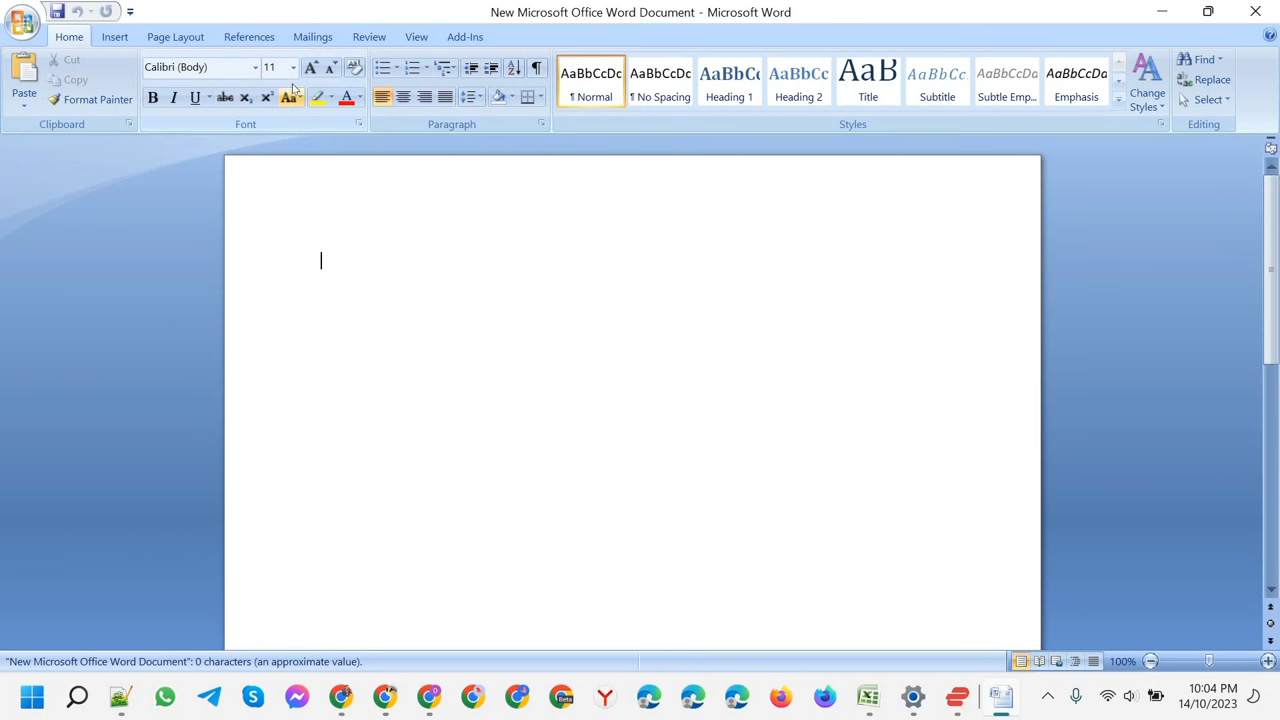 New Microsoft Office Word Document - Microsoft Word
Home Insert Page Layout References Mailings Review View Add-Ins
Paste
Cut
Copy
Format Painter
Clipboard
Calibri (Body) 11
Font
Paragraph
AaBbCcDc AaBbCcDc AaBbCc AaBbCc AaB AaBbCc. AaBbCcDa AaBbCcDa
¶ Normal ¶ No Spacing Heading 1 Heading 2 Title Subtitle Subtle Emp... Emphasis
Change
Styles
Styles
Find
Replace
Select
Editing
"New Microsoft Office Word Document": 0 characters (an approximate value).
100%
Beta
10:04 PM
14/10/2023